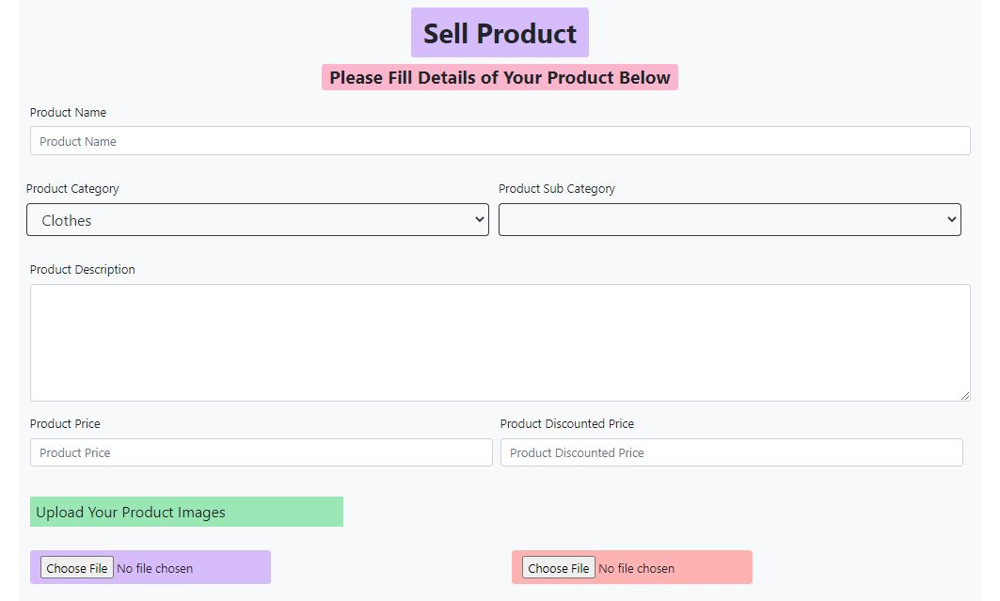 Sell Product
Please Fill Details of Your Product Below
Product Name
Product Name
Product Category Product Sub Category
Clothes
Product Description
Product Price Product Discounted Price
Product Price Product Discounted Price
Upload Your Product Images
Choose File No file chosen Choose File No file chosen